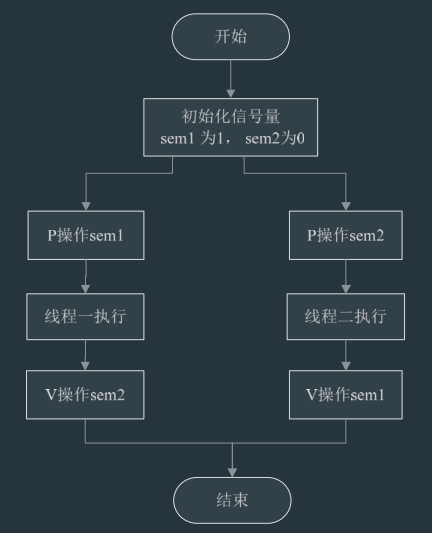 开始
初始化信号量
sem1 为1， sem2为0
P操作sem1
P操作sem2
线程一执行
线程二执行
V操作sem2
V操作sem1
结束